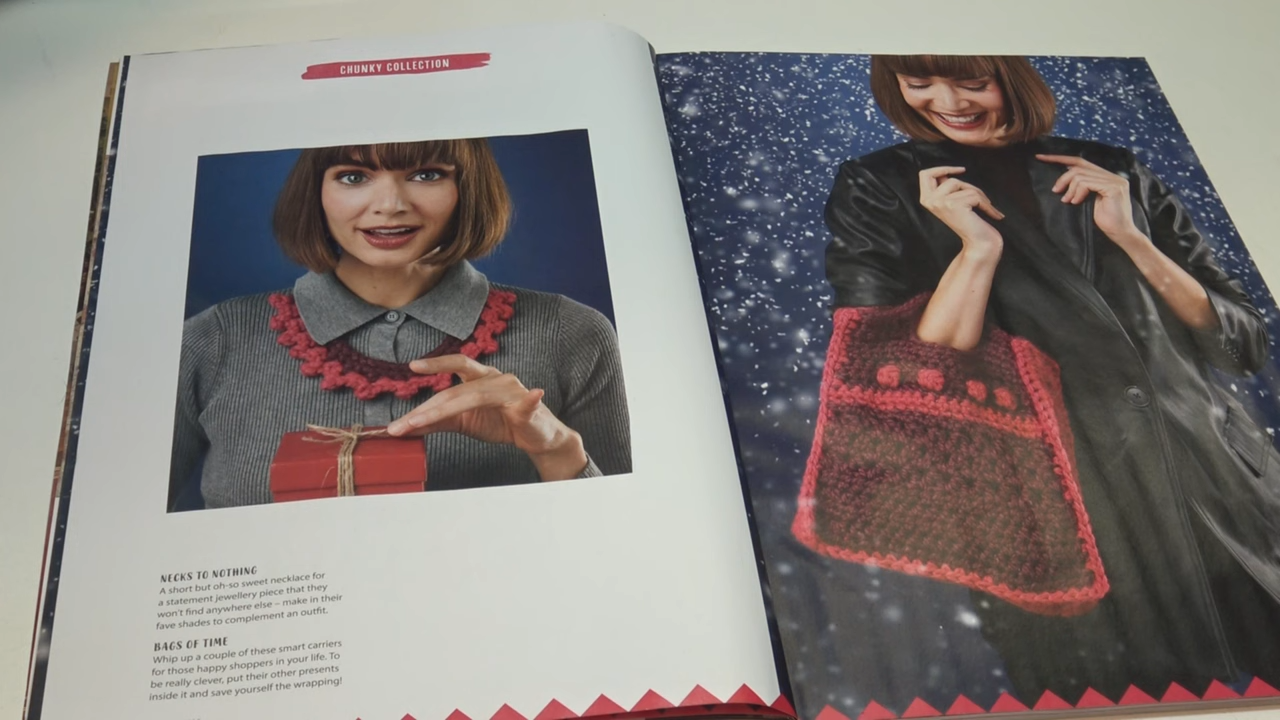 CHUNKY COLLECTION
NECKS TO NOTHING
A short but oh-so sweet necklace for
a statement jewellery piece that they
won't find anywhere else – make in their
fave shades to complement an outfit.
BAGS OF TIME
Whip up a couple of these smart carriers
for those happy shoppers in your life. To
be really clever, put their other presents
inside it and save yourself the wrapping!